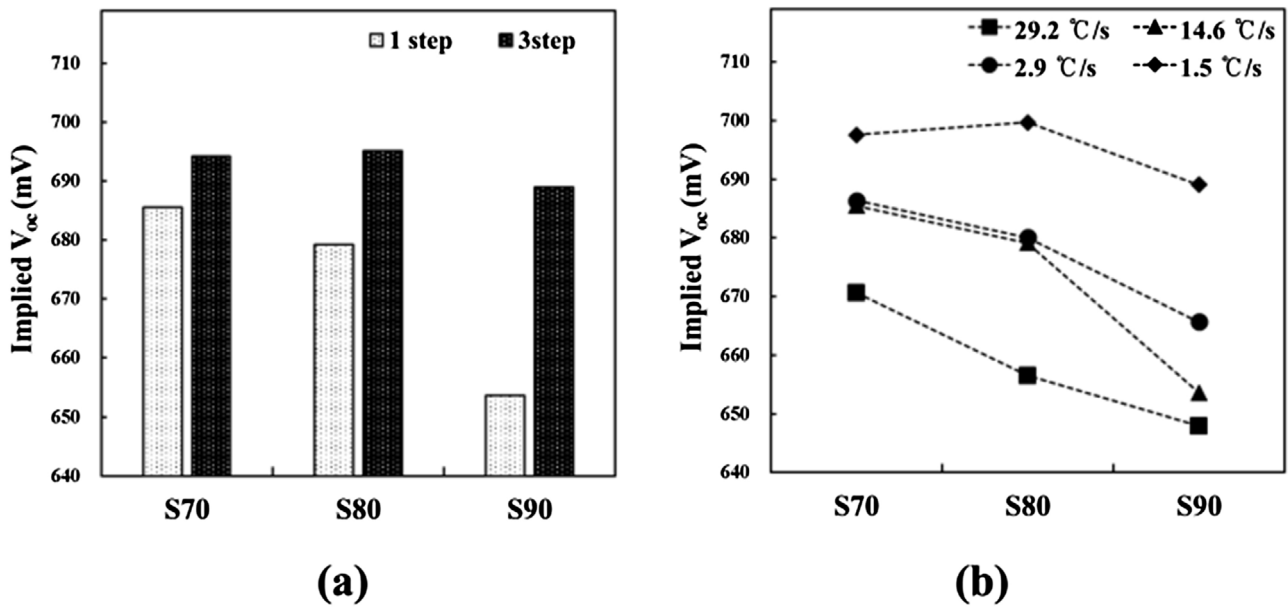 1 step 3step
710
700
690
680
670
660
650
640
Implied Voc (mV)
S70 S80 S90
(a)
29.2 ℃/s 14.6 ℃/s
2.9 ℃/s 1.5 ℃/s
710
700
690
680
670
660
650
640
Implied Voc (mV)
S70 S80 S90
(b)